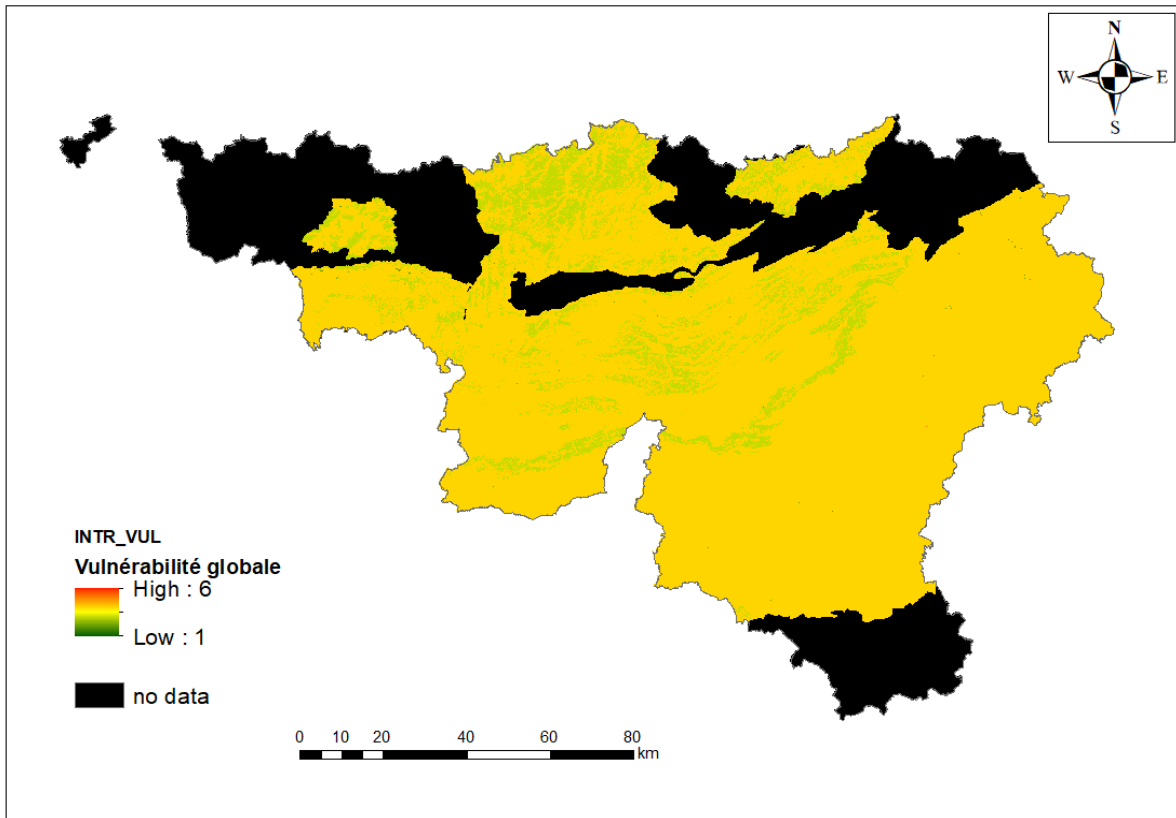 N
W E
S
INTR_VUL
Vulnérabilité globale
High : 6
Low : 1
no data
0 10 20 40 60 80
km